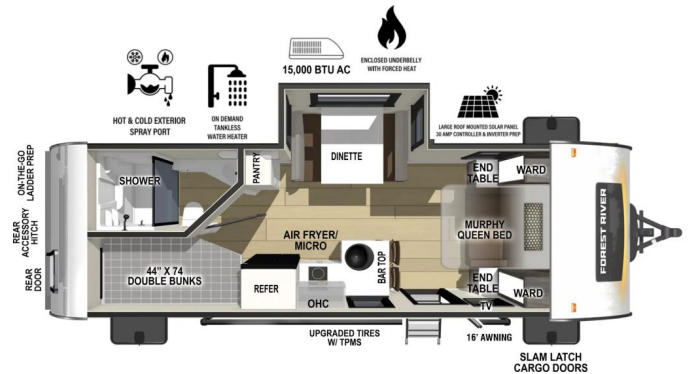 15,000 BTU AC
ENCLOSED UNDERBELLY
WITH FORCED HEAT
HOT & COLD EXTERIOR
SPRAY PORT
ON DEMAND
TANKLESS
WATER HEATER
LARGE ROOF MOUNTED SOLAR PANEL
30 AMP CONTROLLER & INVERTER PREP
ON-THE-GO
LADDER PREP
REAR
ACCESSORY
HITCH
REAR
DOOR
SHOWER
PANTRY
DINETTE
END
TABLE
WARD
MURPHY
QUEEN BED
FOREST RIVER
AIR FRYER/
MICRO
BAR TOP
44" X 74
DOUBLE BUNKS
REFER
OHC
END
TABLE
TV
WARD
UPGRADED TIRES
W/ TPMS
16' AWNING
SLAM LATCH
CARGO DOORS